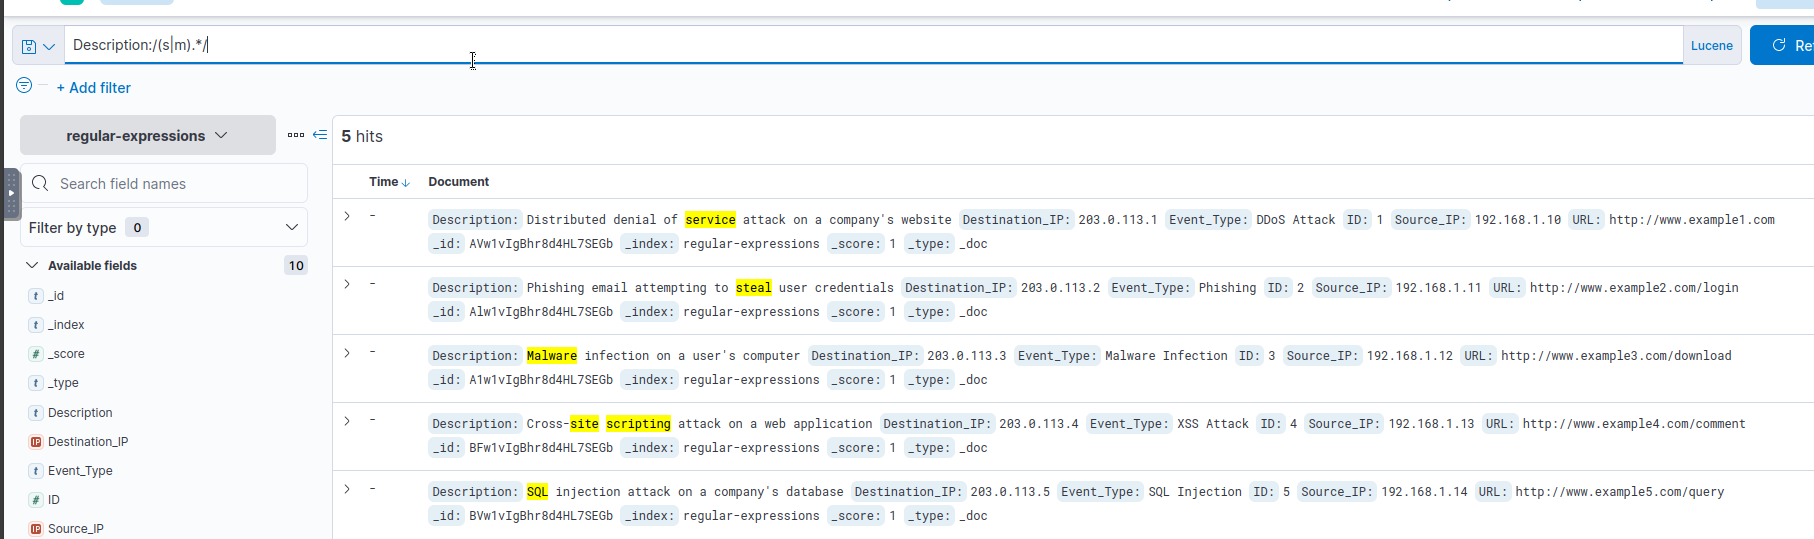 Description:/(s|m).*/
Lucene
+ Add filter
regular-expressions
5 hits
Search field names
Time Document
Filter by type 0
- Description: Distributed denial of service attack on a company's website Destination_IP: 203.0.113.1 Event_Type: DDoS Attack ID: 1 Source_IP: 192.168.1.10 URL: http://www.example1.com
_id: AVw1vIgBhr8d4HL7SEGb _index: regular-expressions _score: 1 _type: _doc
Available fields 10
_id
- Description: Phishing email attempting to steal user credentials Destination_IP: 203.0.113.2 Event_Type: Phishing ID: 2 Source_IP: 192.168.1.11 URL: http://www.example2.com/login
_id: Alw1vIgBhr8d4HL7SEGb _index: regular-expressions _score: 1 _type: _doc
_index
_score
- Description: Malware infection on a user's computer Destination_IP: 203.0.113.3 Event_Type: Malware Infection ID: 3 Source_IP: 192.168.1.12 URL: http://www.example3.com/download
_id: A1w1vIgBhr8d4HL7SEGb _index: regular-expressions _score: 1 _type: _doc
_type
Description
- Description: Cross-site scripting attack on a web application Destination_IP: 203.0.113.4 Event_Type: XSS Attack ID: 4 Source_IP: 192.168.1.13 URL: http://www.example4.com/comment
_id: BFw1vIgBhr8d4HL7SEGb _index: regular-expressions _score: 1 _type: _doc
Destination_IP
Event_Type
- Description: SQL injection attack on a company's database Destination_IP: 203.0.113.5 Event_Type: SQL Injection ID: 5 Source_IP: 192.168.1.14 URL: http://www.example5.com/query
_id: BVw1vIgBhr8d4HL7SEGb _index: regular-expressions _score: 1 _type: _doc
ID
Source_IP